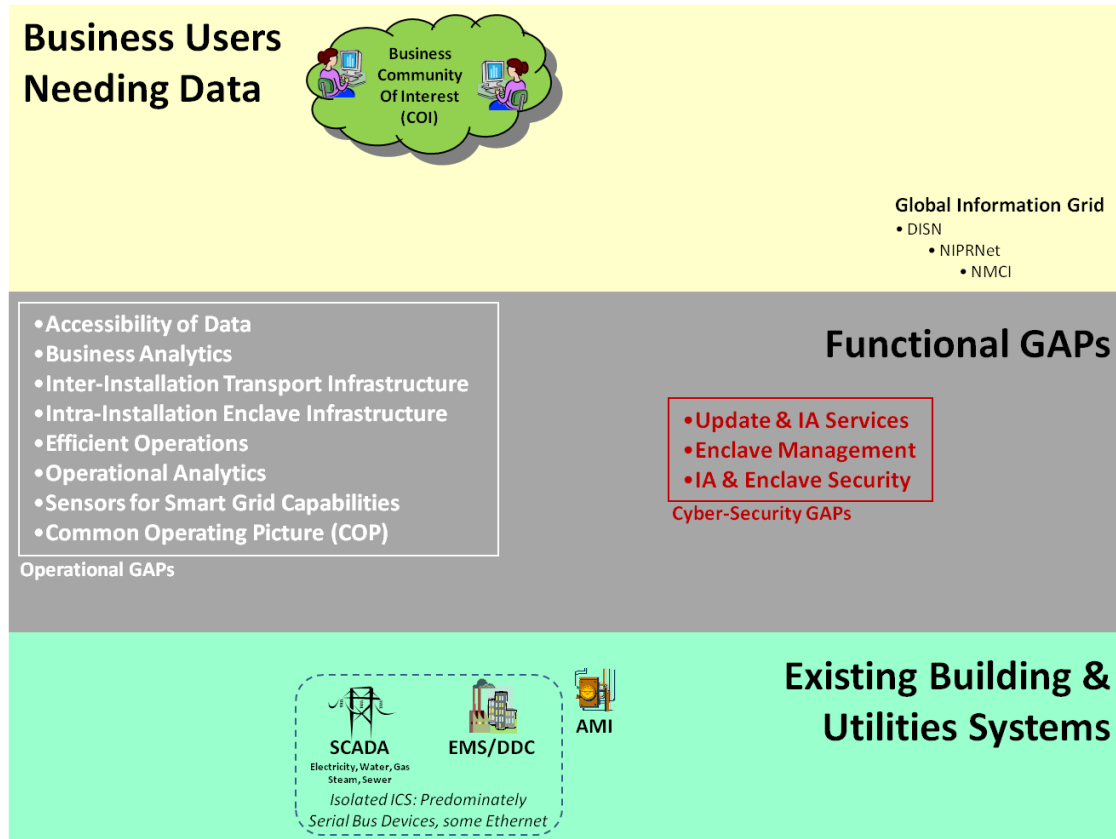 Business Users
Needing Data
Business
Community
Of Interest
(COI)
Global Information Grid
• DISN
• NIPRNet
• NMCI
Functional GAPs
•Accessibility of Data
•Business Analytics
•Inter-Installation Transport Infrastructure
•Intra-Installation Enclave Infrastructure
•Efficient Operations
•Operational Analytics
•Sensors for Smart Grid Capabilities
•Common Operating Picture (COP)
Operational GAPs
•Update & IA Services
•Enclave Management
•IA & Enclave Security
Cyber-Security GAPs
Existing Building &
Utilities Systems
SCADA
Electricity, Water, Gas
Steam, Sewer
EMS/DDC
AMI
Isolated ICS: Predominately
Serial Bus Devices, some Ethernet